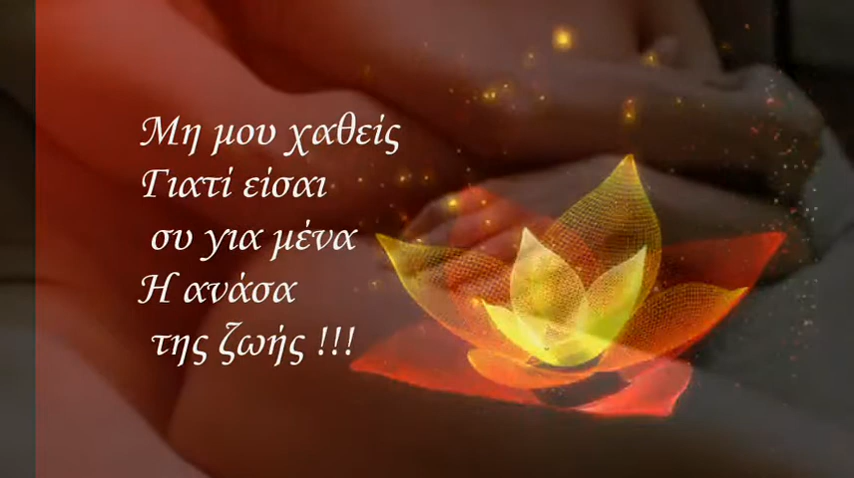 Μη μου χαθείς
Γιατί είσαι
συ για μένα
Η ανάσα
της ζωής !!!